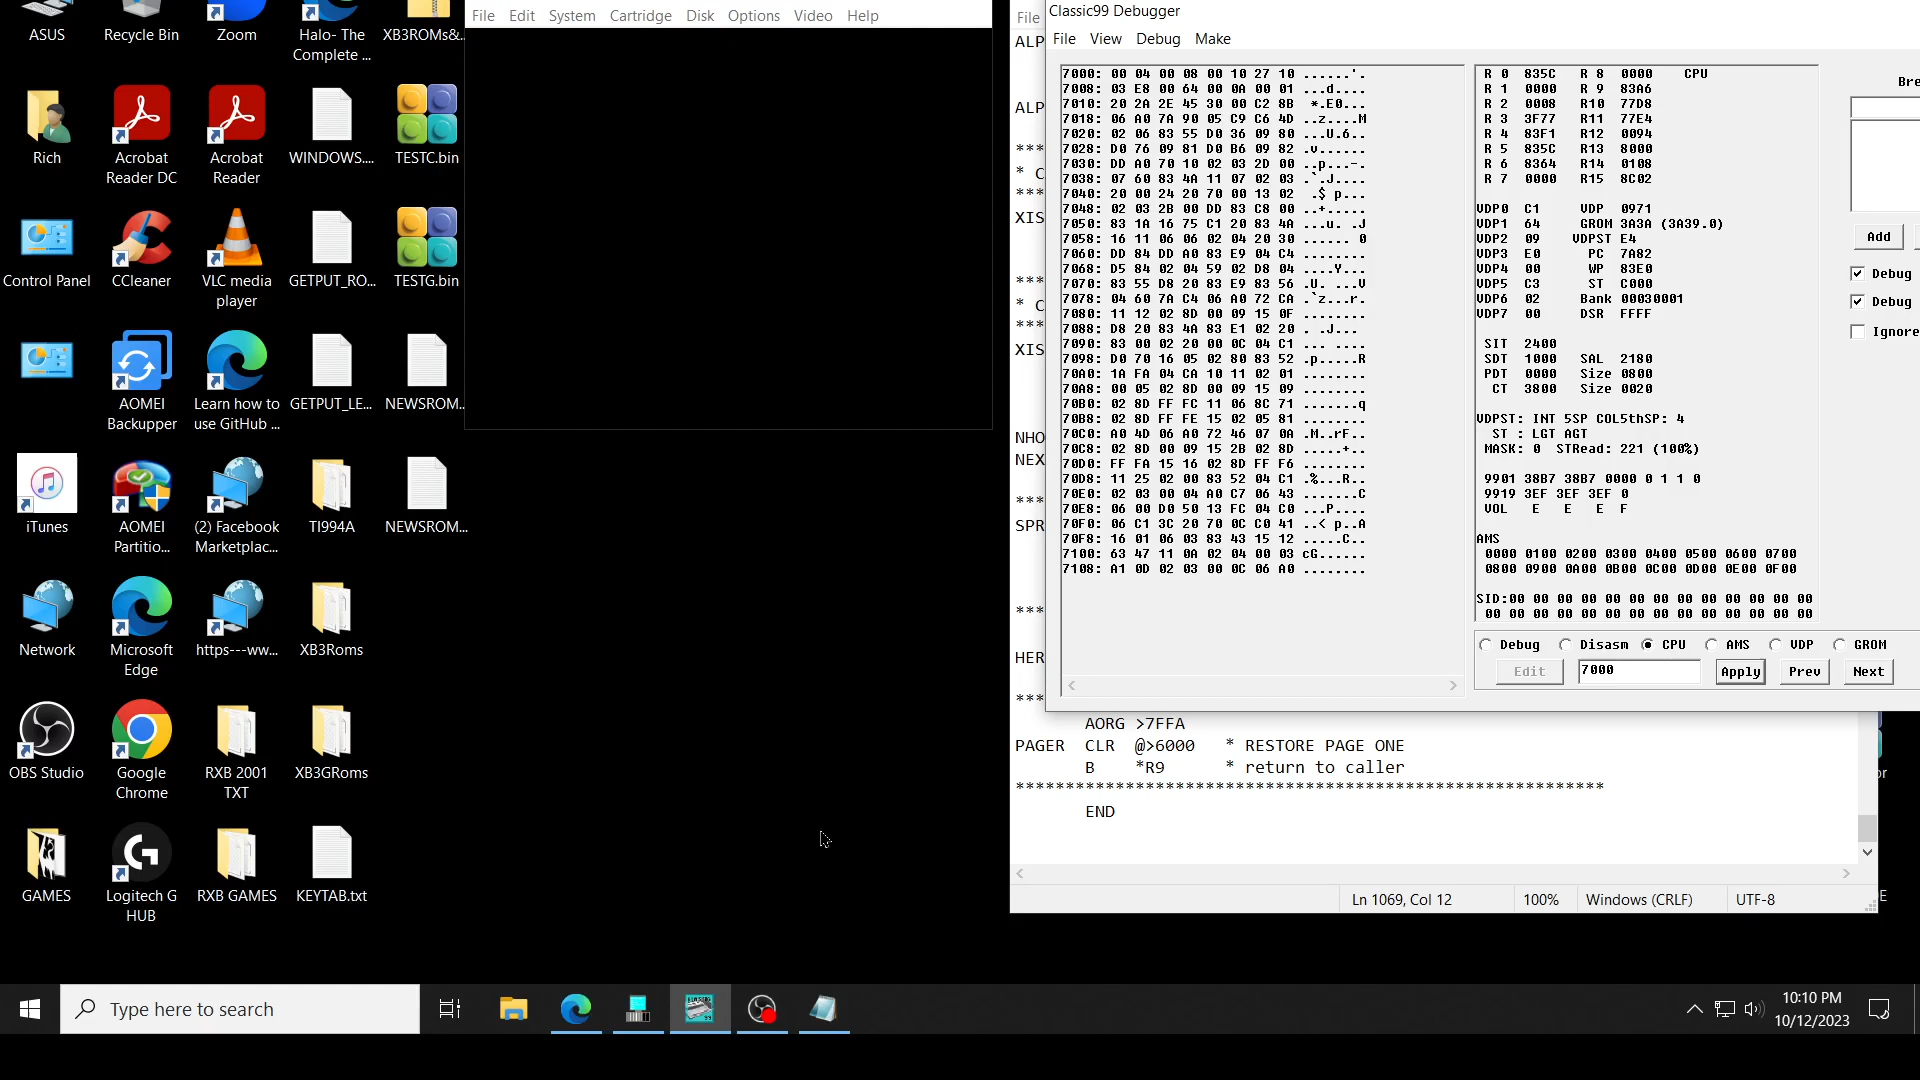 ASUS
Recycle Bin
Zoom
Halo- The
Complete ...
XB3ROMs&..
Rich
Acrobat
Reader DC
Acrobat
Reader
WINDOWS....
TESTC.bin
Control Panel
CCleaner
VLC media
player
GETPUT_RO...
TESTG.bin
AOMEI
Backupper
Learn how to
use GitHub ...
GETPUT_LE...
NEWSROM...
iTunes
AOMEI
Partitio...
(2) Facebook
Marketplac...
TI994A
NEWSROM...
Network
Microsoft
Edge
https---ww...
XB3Roms
OBS Studio
Google
Chrome
RXB 2001
TXT
XB3GRoms
GAMES
Logitech G
HUB
RXB GAMES
KEYTAB.txt
File Edit System Cartridge Disk Options Video Help
File
ALP
ALP
****
* C
****
XIS
****
* C
****
XIS
NHO
NEX
****
SPR
****
HER
****
AORG >7FFA
PAGER CLR @>6000 * RESTORE PAGE ONE
B *R9 * return to caller
***********************************************************
END
Ln 1069, Col 12 100% Windows (CRLF) UTF-8
Classic99 Debugger
File View Debug Make
7000: 00 04 00 08 00 10 27 10 ......'.
7008: 03 E8 00 64 00 0A 00 01 ...d....
7010: 20 2A 2E 45 30 00 C2 8B  *.E0...
7018: 06 A0 7A 90 05 C9 C6 4D ..z....M
7020: 02 06 83 55 D0 36 09 80 ...U.6..
7028: D0 76 09 81 D0 B6 09 82 .v......
7030: DD A0 70 10 02 03 2D 00 ..p...-.
7038: 07 60 83 4A 11 07 02 03 .`.J....
7040: 20 00 24 20 70 00 13 02  .$ p...
7048: 02 03 2B 00 DD 83 C8 00 ..+.....
7050: 83 1A 16 75 C1 20 83 4A ...u. .J
7058: 16 11 06 06 02 04 20 30 ...... 0
7060: DD 84 DD A0 83 E9 04 C4 ........
7068: D5 84 02 04 59 02 D8 04 ....Y...
7070: 83 55 D8 20 83 E9 83 56 .U. ...V
7078: 04 60 7A C4 06 A0 72 CA .`z...r.
7080: 11 12 02 8D 00 09 15 0F ........
7088: D8 20 83 4A 83 E1 02 20 . .J...
7090: 83 00 02 20 00 0C 04 C1 ... ....
7098: D0 70 16 05 02 80 83 52 .p.....R
70A0: 1A FA 04 CA 10 11 02 01 ........
70A8: 00 05 02 8D 00 09 15 09 ........
70B0: 02 8D FF FC 11 06 8C 71 .......q
70B8: 02 8D FF FE 15 02 05 81 ........
70C0: A0 4D 06 A0 72 46 07 0A .M..rF..
70C8: 02 8D 00 09 15 2B 02 8D .....+..
70D0: FF FA 15 16 02 8D FF F6 ........
70D8: 11 25 02 00 83 52 04 C1 .%...R..
70E0: 02 03 00 04 A0 C7 06 43 .......C
70E8: 06 00 D0 50 13 FC 04 C0 ...P....
70F0: 06 C1 3C 20 70 0C C0 41 ..< p..A
70F8: 16 01 06 03 83 43 15 12 .....C..
7100: 63 47 11 0A 02 04 00 03 cG......
7108: A1 0D 02 03 00 0C 06 A0 ........
R 0 835C R 8 0000 CPU
R 1 0000 R 9 83A6
R 2 0008 R10 77D8
R 3 3F77 R11 77E4
R 4 83F1 R12 0094
R 5 835C R13 8000
R 6 8364 R14 0108
R 7 0000 R15 8C02
VDP0 C1 VDP 0971
VDP1 64 GROM 3A3A (3A39.0)
VDP2 09 VDPST E4
VDP3 E0 PC 7A82
VDP4 00 WP 83E0
VDP5 C3 ST C000
VDP6 02 Bank 00030001
VDP7 00 DSR FFFF
SIT 2400
SDT 1000 SAL 2180
PDT 0000 Size 0800
CT 3800 Size 0020
VDPST: INT 5SP COL5thSP: 4
ST : LGT AGT
MASK: 0 STRead: 221 (100%)
9901 38B7 38B7 0000 0 1 1 0
9919 3EF 3EF 3EF 0
VOL E E E F
AMS
0000 0100 0200 0300 0400 0500 0600 0700
0800 0900 0A00 0B00 0C00 0D00 0E00 0F00
SID:00 00 00 00 00 00 00 00 00 00 00 00 00 00
00 00 00 00 00 00 00 00 00 00 00 00 00 00 00
Bre
Add
Debug
Debug
Ignore
Debug Disasm CPU AMS VDP GROM
Edit 7000 Apply Prev Next
Type here to search
10:10 PM
10/12/2023